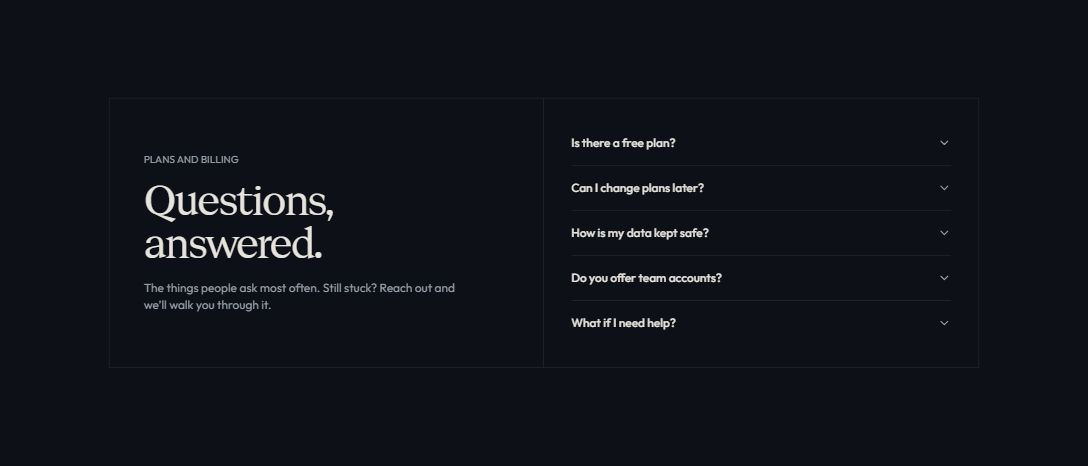 PLANS AND BILLING
Questions,
answered.
The things people ask most often. Still stuck? Reach out and
we'll walk you through it.
Is there a free plan?
Can I change plans later?
How is my data kept safe?
Do you offer team accounts?
What if I need help?